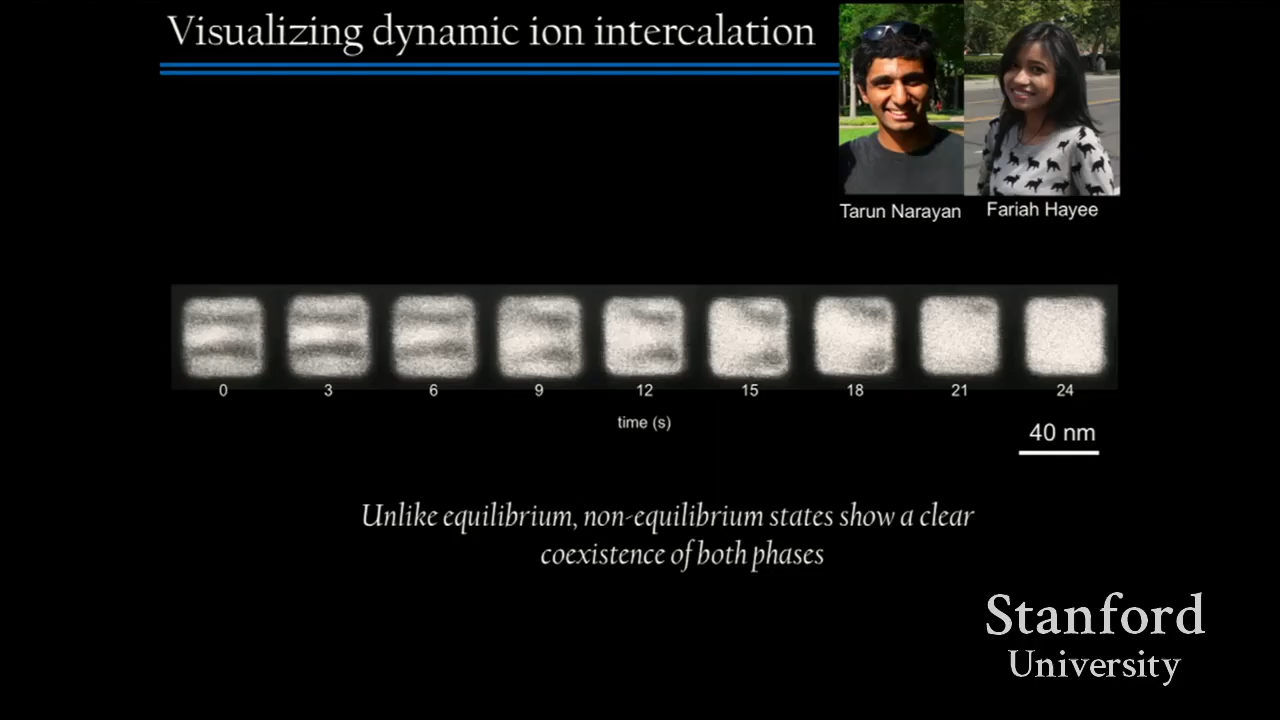 Visualizing dynamic ion intercalation
Tarun Narayan
Fariah Hayee
0 3 6 9 12 15 18 21 24
time (s)
40 nm
Unlike equilibrium, non-equilibrium states show a clear
coexistence of both phases
Stanford
University